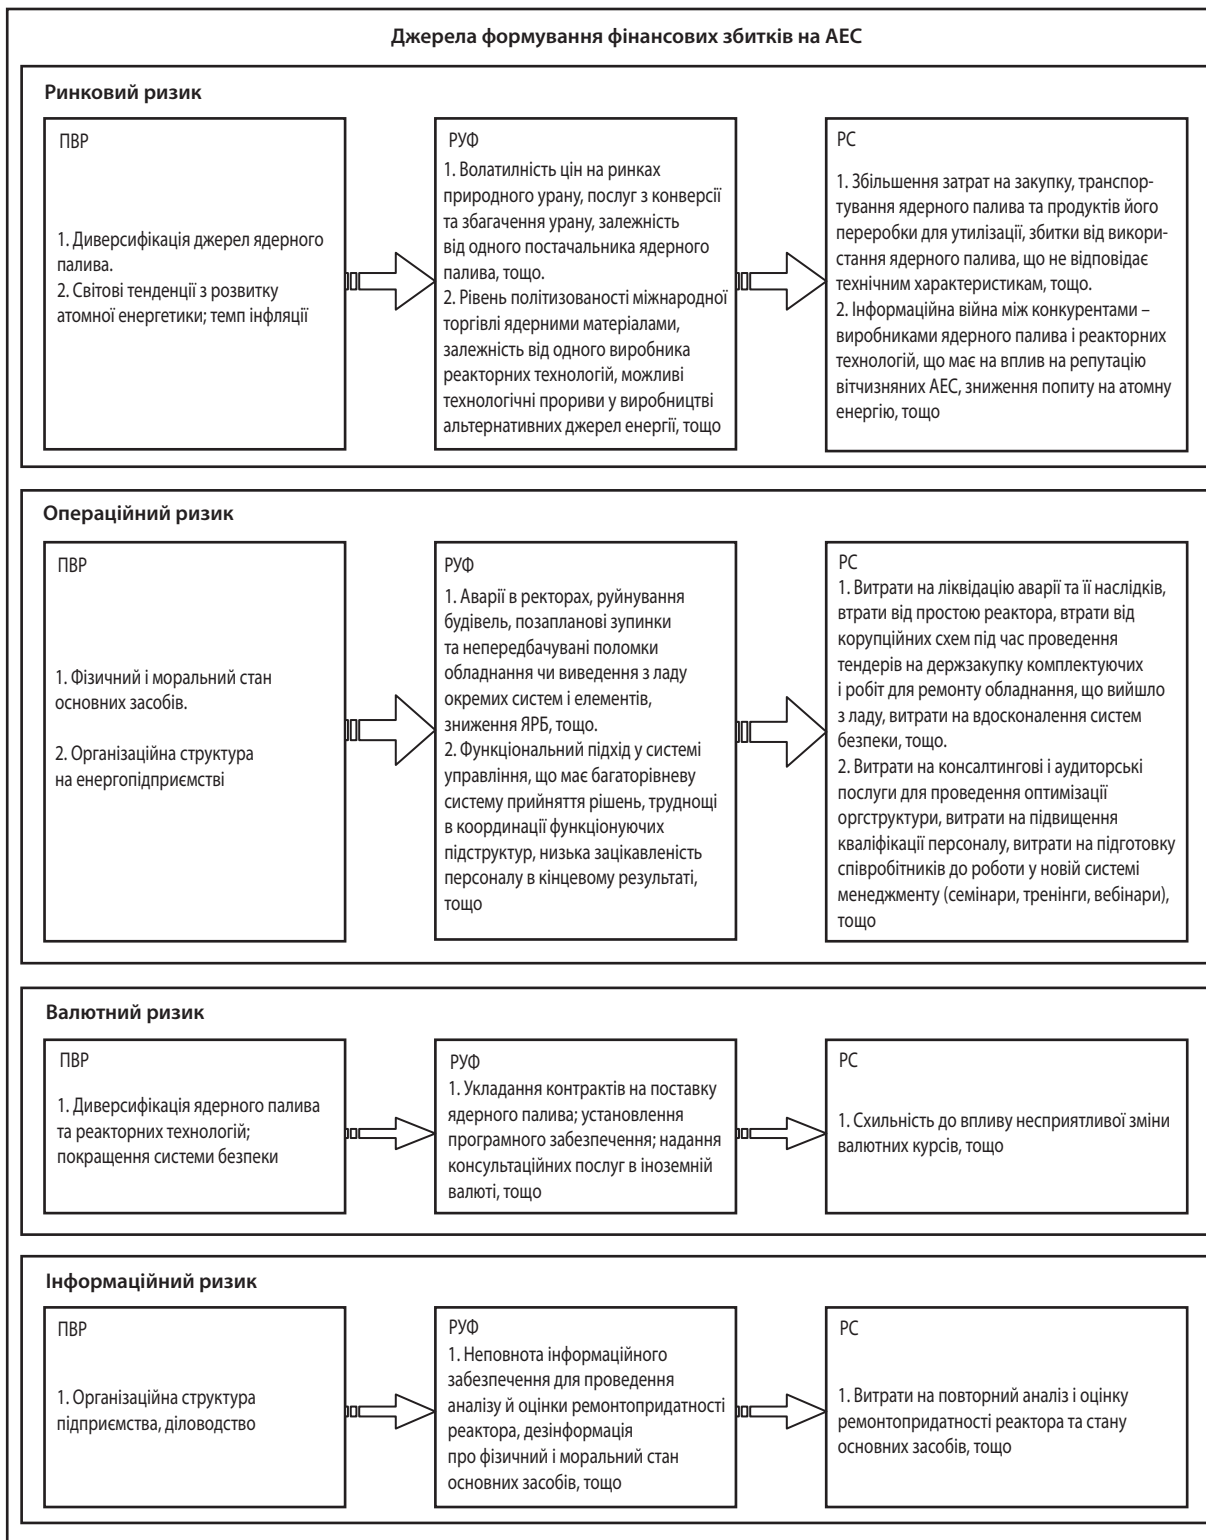 Джерела формування фінансових збитків на АЕС
Ринковий ризик
ПВР
1. Диверсифікація джерел ядерного
палива.
2. Світові тенденції з розвитку
атомної енергетики; темп інфляції
РУФ
1. Волатилність цін на ринках
природного урану, послуг з конверсії
та збагачення урану, залежність
від одного постачальника ядерного
палива, тощо.
2. Рівень політизованості міжнародної
торгівлі ядерними матеріалами,
залежність від одного виробника
реакторних технологій, можливі
технологічні прориви у виробництві
альтернативних джерел енергії, тощо
РС
1. Збільшення затрат на закупку, транспор-
тування ядерного палива та продуктів його
переробки для утилізації, збитки від викори-
стання ядерного палива, що не відповідає
технічним характеристикам, тощо.
2. Інформаційна війна між конкурентами –
виробниками ядерного палива і реакторних
технологій, що має на вплив на репутацію
вітчизняних АЕС, зниження попиту на атомну
енергію, тощо
Операційний ризик
ПВР
1. Фізичний і моральний стан
основних засобів.
2. Організаційна структура
на енергопідприємстві
РУФ
1. Аварії в ректорах, руйнування
будівель, позапланові зупинки
та непередбачувані поломки
обладнання чи виведення з ладу
окремих систем і елементів,
зниження ЯРБ, тощо.
2. Функціональний підхід у системі
управління, що має багаторівневу
систему прийняття рішень, труднощі
в координації функціонуючих
підструктур, низька зацікавленість
персоналу в кінцевому результаті,
тощо
РС
1. Витрати на ліквідацію аварії та її наслідків,
втрати від простою реактора, втрати від
корупційних схем під час проведення
тендерів на держзакупку комплектуючих
і робіт для ремонту обладнання, що вийшло
з ладу, витрати на вдосконалення систем
безпеки, тощо.
2. Витрати на консалтингові і аудиторські
послуги для проведення оптимізації
оргструктури, витрати на підвищення
кваліфікації персоналу, витрати на підготовку
співробітників до роботи у новій системі
менеджменту (семінари, тренінги, вебінари),
тощо
Валютний ризик
ПВР
1. Диверсифікація ядерного палива
та реакторних технологій;
покращення системи безпеки
РУФ
1. Укладання контрактів на поставку
ядерного палива; установлення
програмного забезпечення; надання
консультаційних послуг в іноземній
валюті, тощо
РС
1. Схильність до впливу несприятливої зміни
валютних курсів, тощо
Інформаційний ризик
ПВР
1. Організаційна структура
підприємства, діловодство
РУФ
1. Неповнота інформаційного
забезпечення для проведення
аналізу й оцінки ремонтопридатності
реактора, дезінформація
про фізичний і моральний стан
основних засобів, тощо
РС
1. Витрати на повторний аналіз і оцінку
ремонтопридатності реактора та стану
основних засобів, тощо